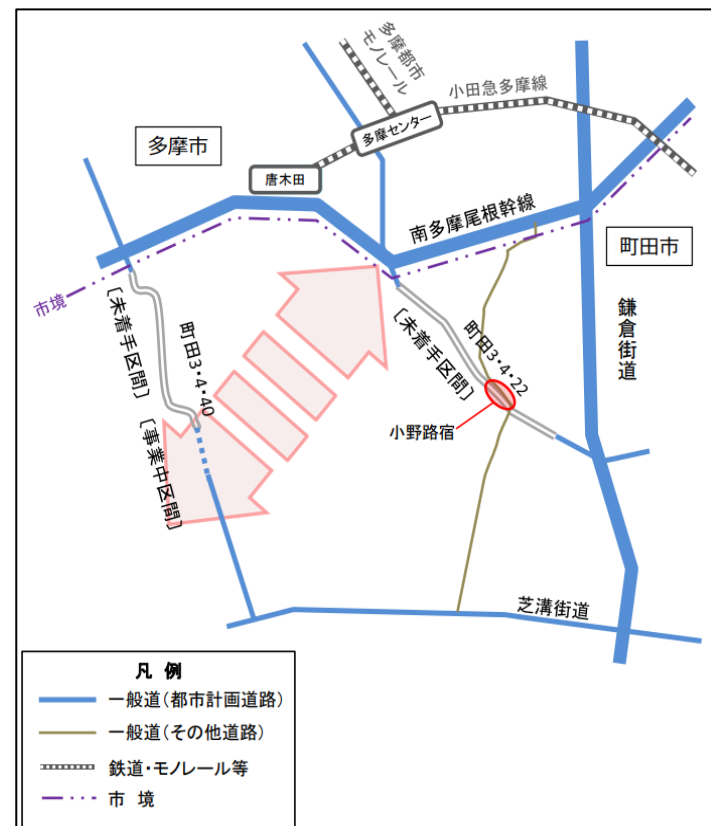 多摩都市
モノレール
小田急多摩線
多摩センター
多摩市
唐木田
南多摩尾根幹線
町田市
市境
鎌倉街道
〔未着手区間〕
町田3・4・40
〔事業中区間〕
〔未着手区間〕
町田3・4・22
小野路宿
芝溝街道
凡 例
一般道(都市計画道路)
一般道(その他道路)
鉄道・モノレール等
市 境